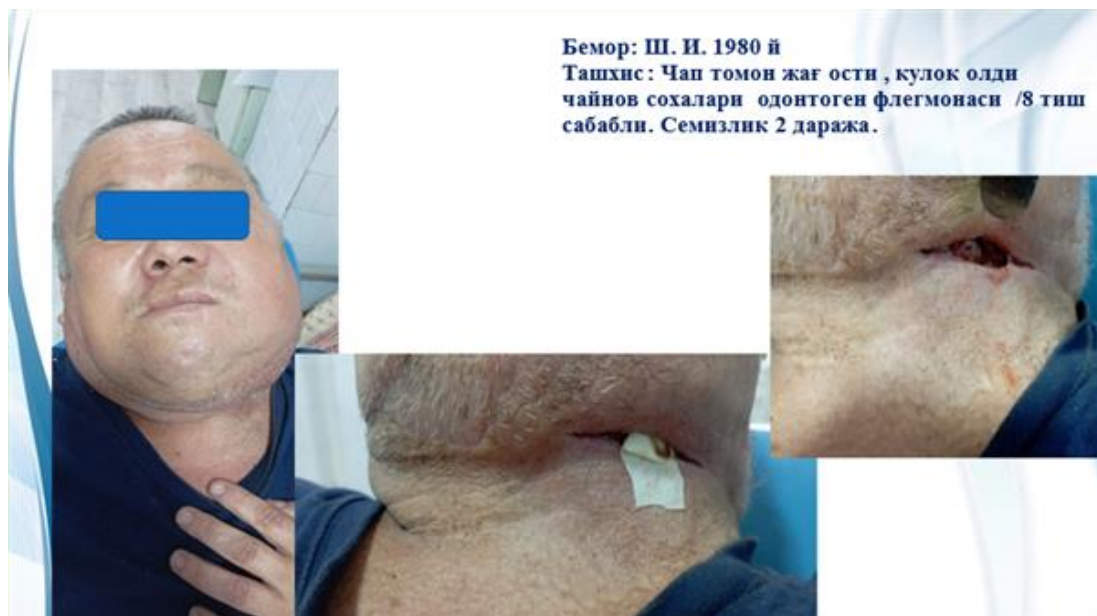 Бемор: Ш. И. 1980 й
Ташхис: Чап томон жағ ости , кулок олди
чайнов сохалари одонтоген флегмонаси /8 тиш
сабабли. Семизлик 2 даража.